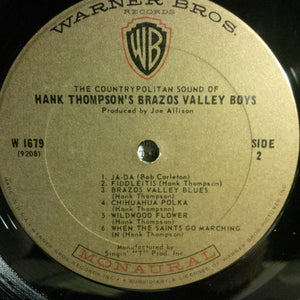 WARNER BROS.
RECORDS
WB
THE COUNTRYPOLITAN SOUND OF
HANK THOMPSON'S BRAZOS VALLEY BOYS
Produced by Joe Allison
W 1679
(9208)
SIDE
2
1. JA-DA (Bob Carleton)
2. FIDDLEITIS (Hank Thompson)
3. BRAZOS VALLEY BLUES
(Hank Thompson)
4. CHIHUAHUA POLKA
(Hank Thompson)
5. WILDWOOD FLOWER
(Hank Thompson)
6. WHEN THE SAINTS GO MARCHING
IN (Hank Thompson)
Manufactured by
Singin' "T" Prod. Inc.
MONAURAL